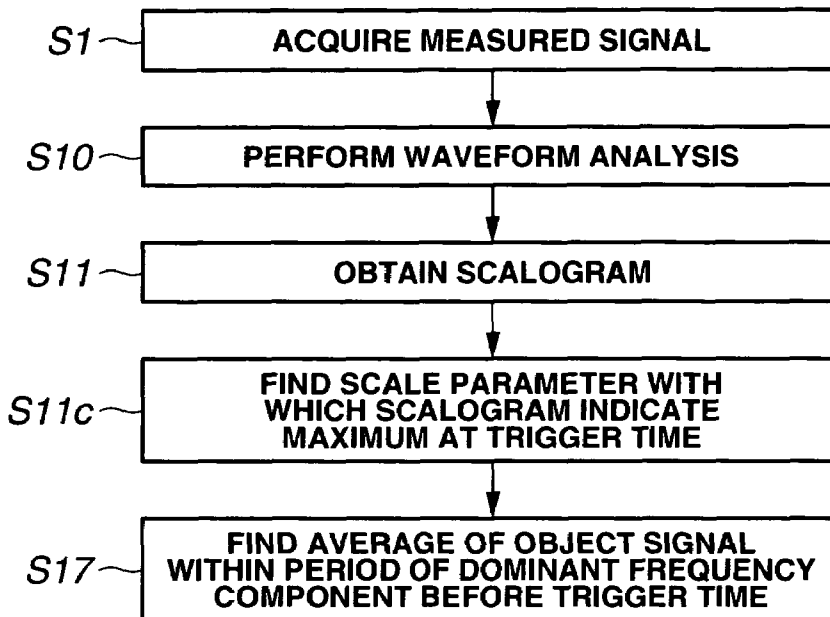 S1
ACQUIRE MEASURED SIGNAL
S10
PERFORM WAVEFORM ANALYSIS
S11
OBTAIN SCALOGRAM
S11c
FIND SCALE PARAMETER WITH
WHICH SCALOGRAM INDICATE
MAXIMUM AT TRIGGER TIME
S17
FIND AVERAGE OF OBJECT SIGNAL
WITHIN PERIOD OF DOMINANT FREQUENCY
COMPONENT BEFORE TRIGGER TIME